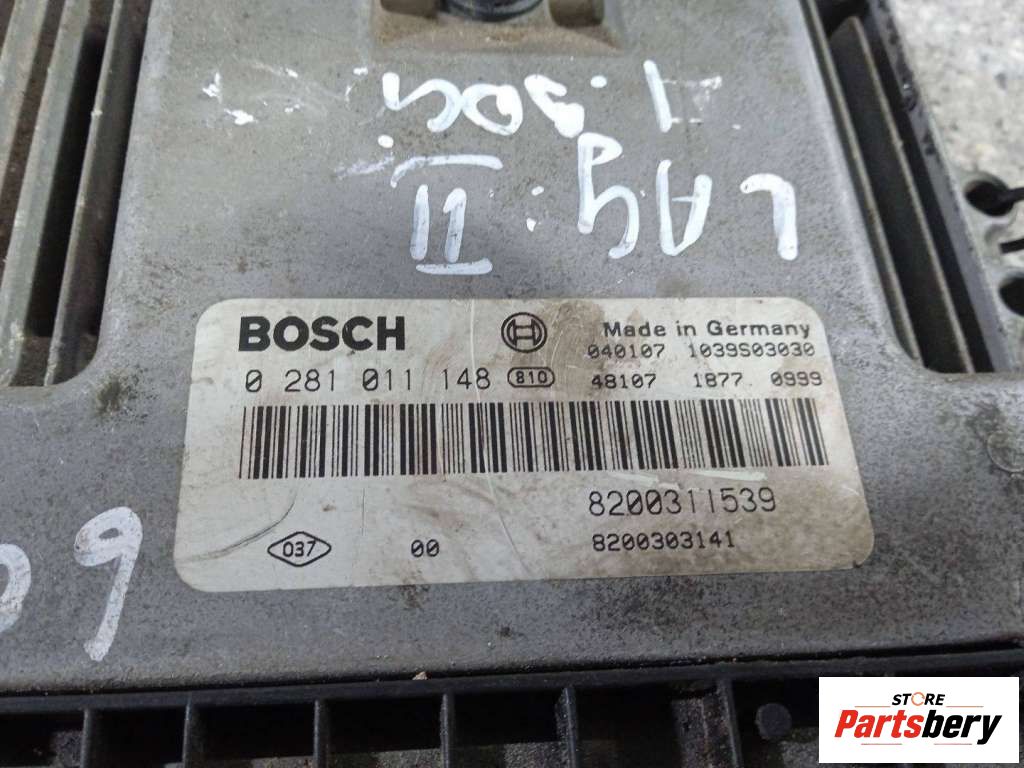 1.9DCi
LAG: II
BOSCH
Made in Germany
040107 1039S03030
0 281 011 148 810
48107 1877 0999
8200311539
037 00
8200303141
09
STORE
Partsbery